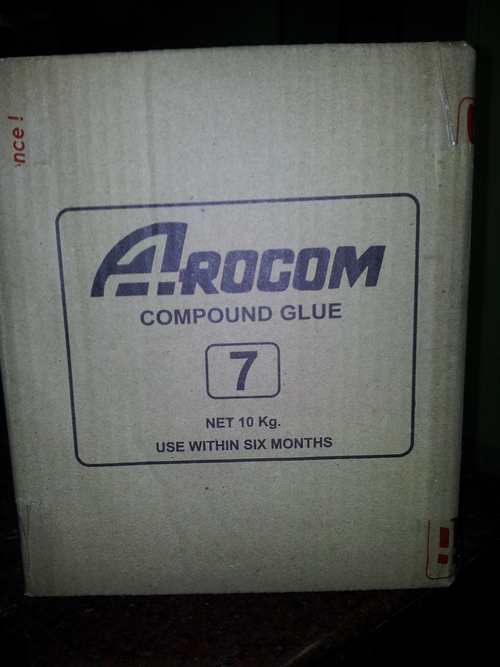 nce!
AROCOM
COMPOUND GLUE
7
NET 10 Kg.
USE WITHIN SIX MONTHS